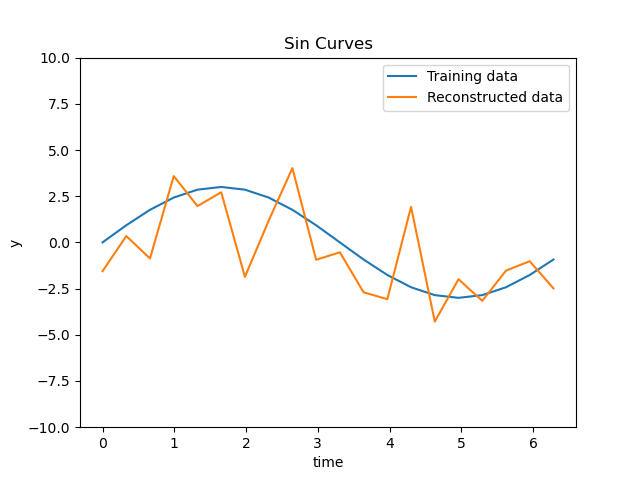 Sin Curves
Training data
Reconstructed data
10.0
7.5
5.0
2.5
0.0
−2.5
−5.0
−7.5
−10.0
y
0 1 2 3 4 5 6
time